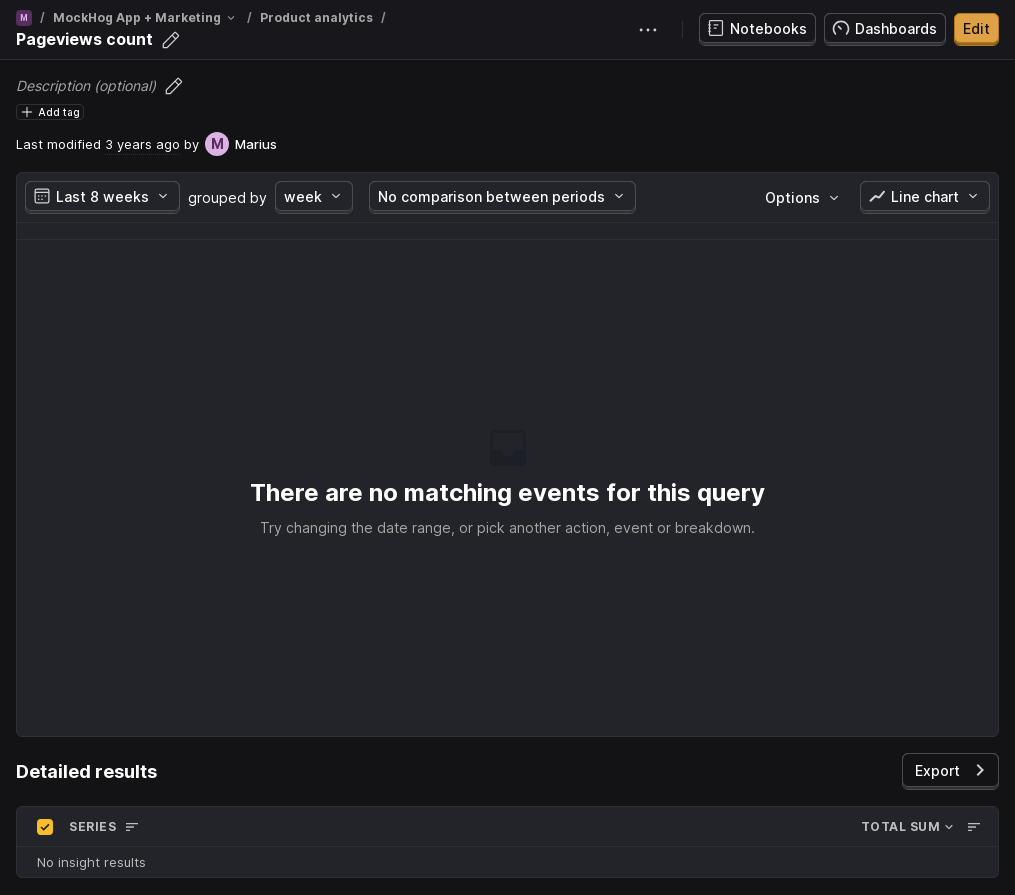 M / MockHog App + Marketing / Product analytics /
Pageviews count
Notebooks Dashboards Edit
Description (optional)
Add tag
Last modified 3 years ago by M Marius
Last 8 weeks grouped by week No comparison between periods Options Line chart
There are no matching events for this query
Try changing the date range, or pick another action, event or breakdown.
Detailed results Export
SERIES TOTAL SUM
No insight results